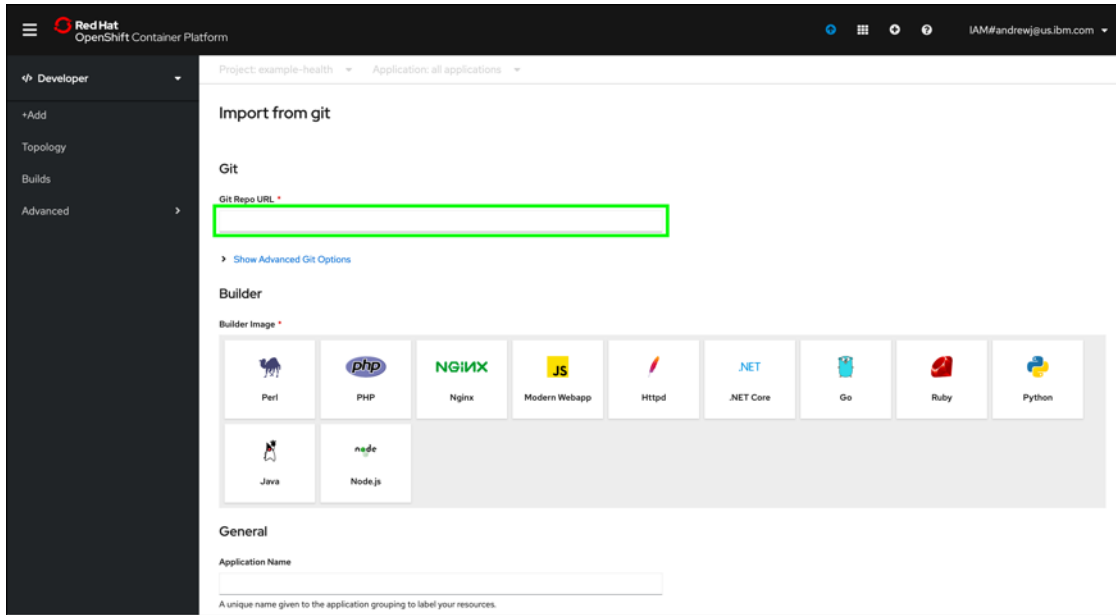 Red Hat
OpenShift Container Platform
IAM#andrewj@us.ibm.com
Developer
Project: example-health
Application: all applications
+Add
Topology
Builds
Advanced
Import from git
Git
Git Repo URL *
Show Advanced Git Options
Builder
Builder Image *
php
NGINX
JS
.NET
Perl
PHP
Nginx
Modern Webapp
Httpd
.NET Core
Go
Ruby
Python
node
Java
Node.js
General
Application Name
A unique name given to the application grouping to label your resources.